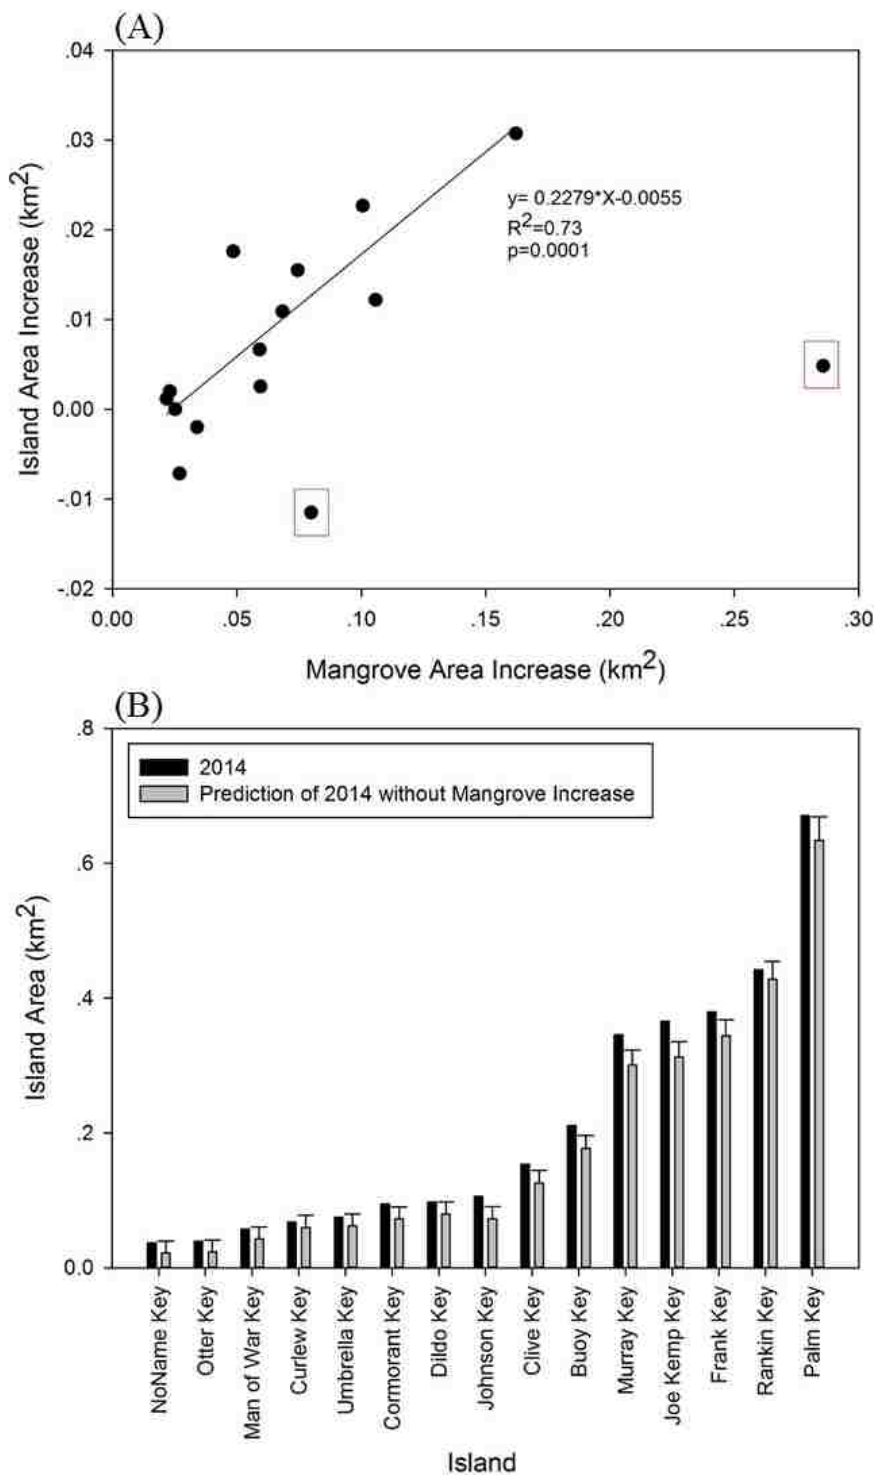 (A)
.04
.03
.02
.01
0.00
-.01
-.02
Island Area Increase (km²)
y= 0.2279*X-0.0055
R²=0.73
p=0.0001
0.00 .05 .10 .15 .20 .25 .30
Mangrove Area Increase (km²)
(B)
.8
.6
.4
.2
0.0
Island Area (km²)
2014
Prediction of 2014 without Mangrove Increase
NoName Key
Otter Key
Man of War Key
Curlew Key
Umbrella Key
Cormorant Key
Dildo Key
Johnson Key
Clive Key
Buoy Key
Murray Key
Joe Kemp Key
Frank Key
Rankin Key
Palm Key
Island